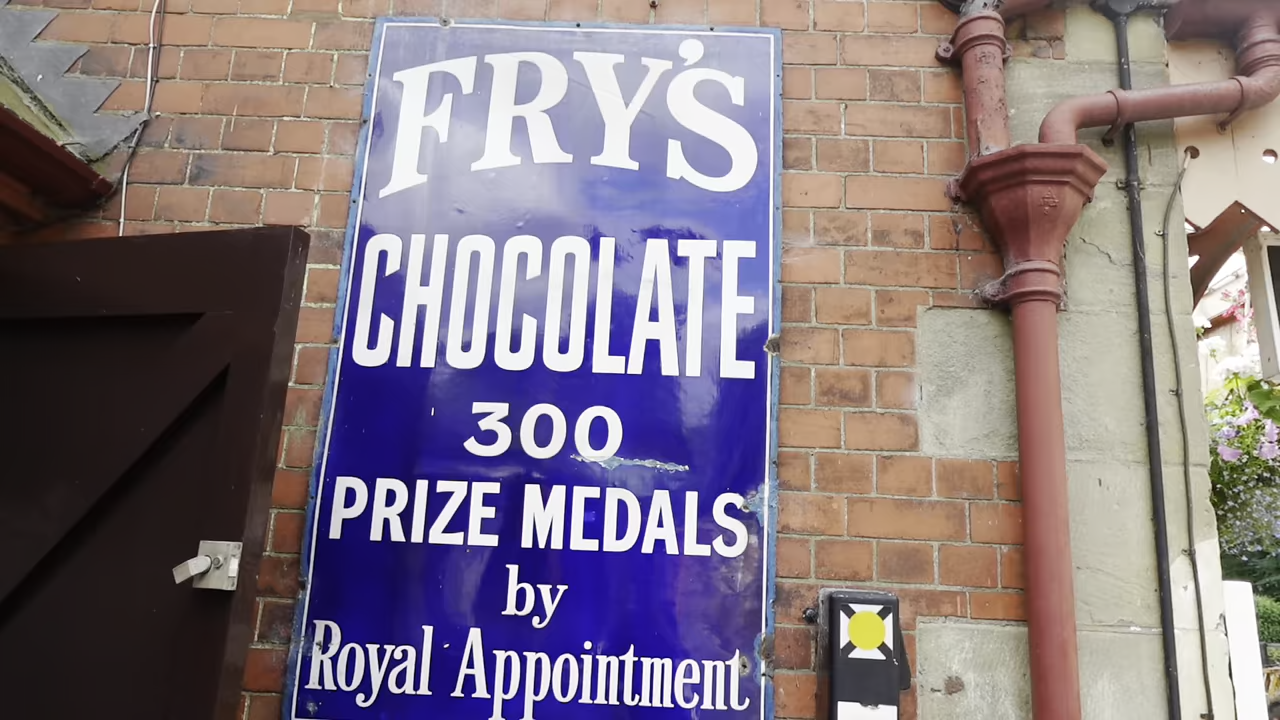 FRY'S
CHOCOLATE
300
PRIZE MEDALS
by
Royal Appointment